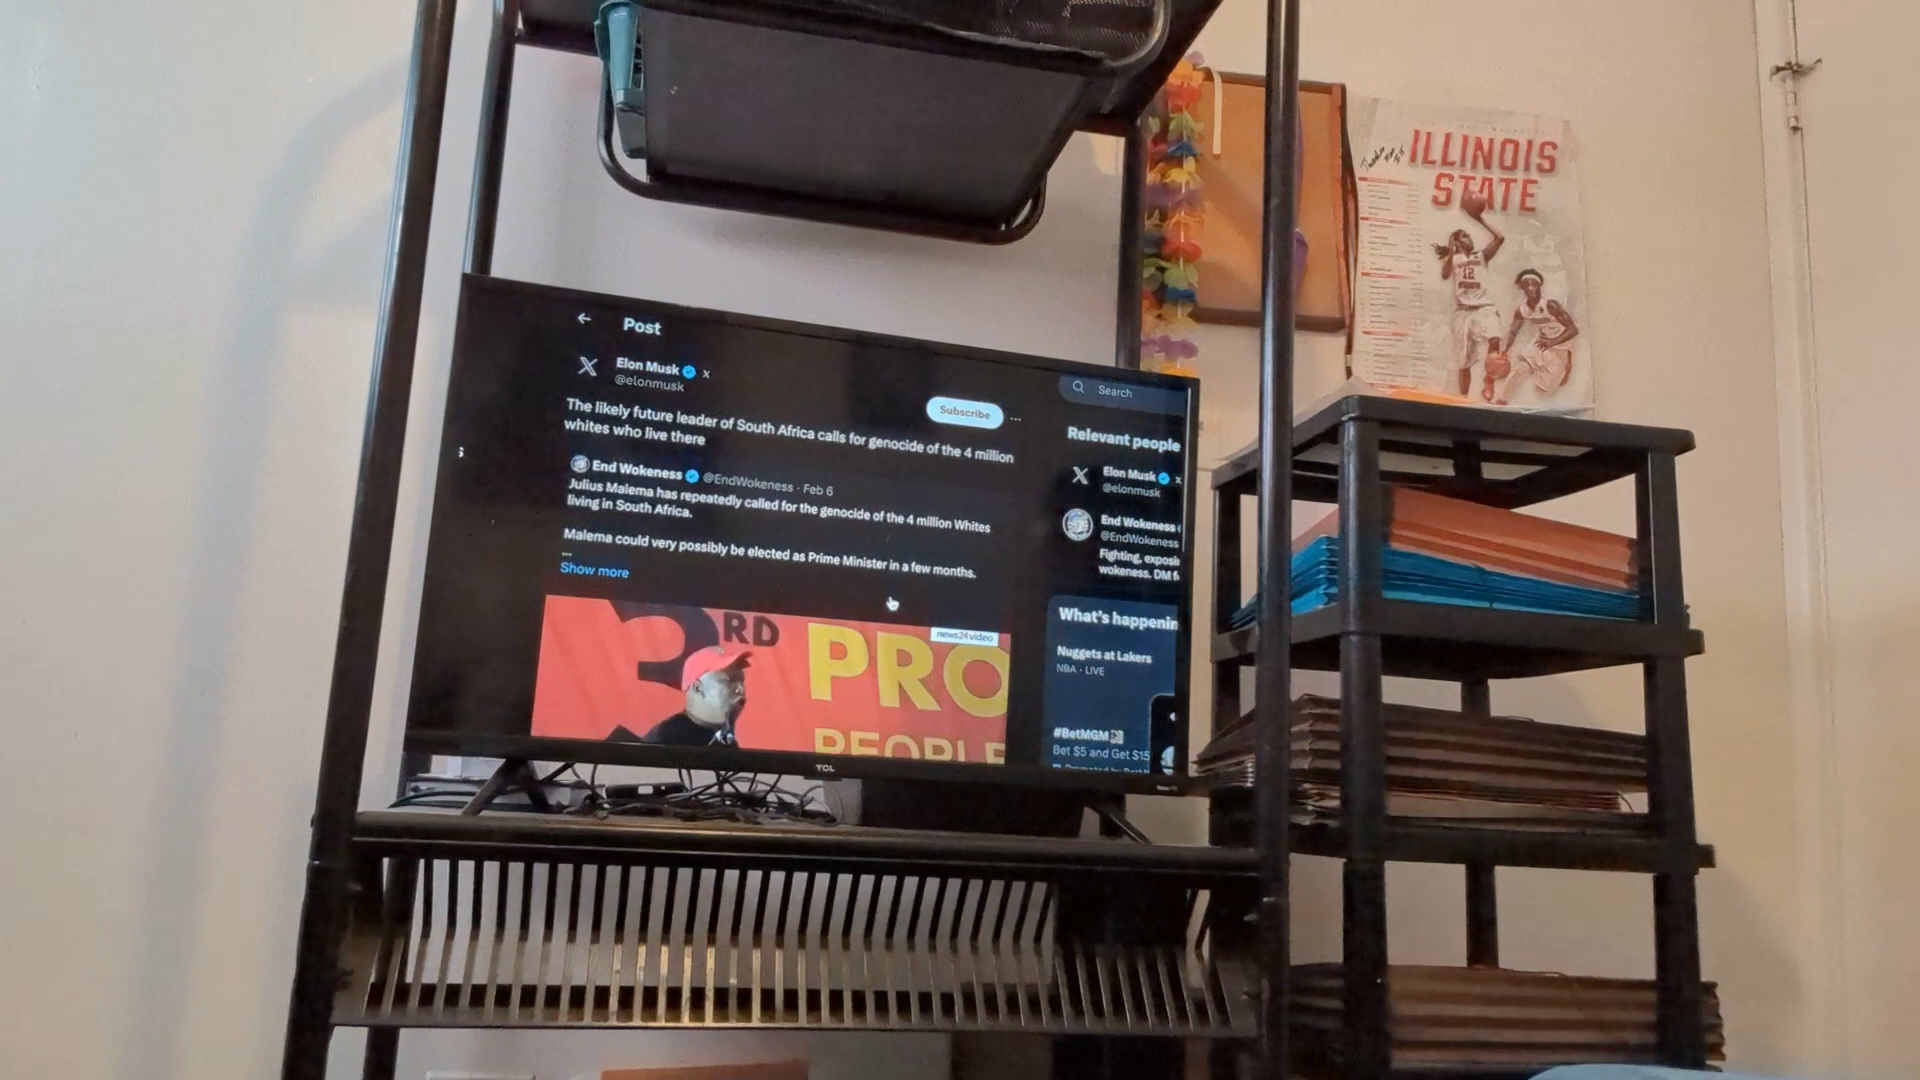 ILLINOIS
STATE
12
Post
Elon Musk
@elonmusk
Subscribe
The likely future leader of South Africa calls for genocide of the 4 million
whites who live there
End Wokeness @EndWokeness · Feb 6
Julius Malema has repeatedly called for the genocide of the 4 million Whites
living in South Africa.
Malema could very possibly be elected as Prime Minister in a few months.
...
Show more
news24 video
3RD
PRO
PEOPLE
Search
Relevant people
Elon Musk
@elonmusk
End Wokeness
@EndWokeness
Fighting, exposi
wokeness. DM f
What's happenin
Nuggets at Lakers
NBA · LIVE
#BetMGM
Bet $5 and Get $15
TCL